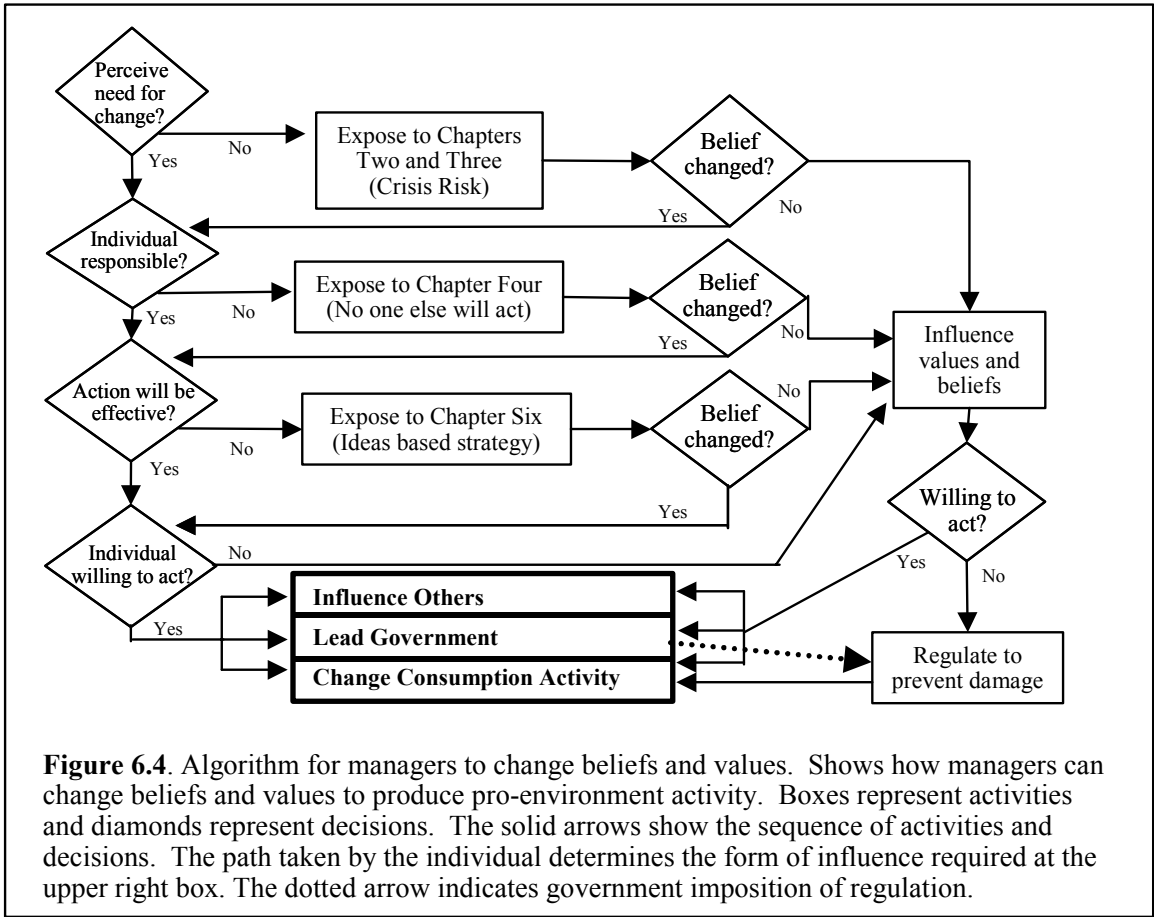 Perceive
need for
change?
No
Yes
Expose to Chapters
Two and Three
(Crisis Risk)
Belief
changed?
Yes
No
Individual
responsible?
No
Yes
Expose to Chapter Four
(No one else will act)
Belief
changed?
Yes
No
Influence
values and
beliefs
Action will be
effective?
No
Yes
Expose to Chapter Six
(Ideas based strategy)
Belief
changed?
No
Yes
Willing to
act?
Yes
No
Individual
willing to act?
No
Yes
Influence Others
Lead Government
Change Consumption Activity
Regulate to
prevent damage
Figure 6.4. Algorithm for managers to change beliefs and values. Shows how managers can
change beliefs and values to produce pro-environment activity. Boxes represent activities
and diamonds represent decisions. The solid arrows show the sequence of activities and
decisions. The path taken by the individual determines the form of influence required at the
upper right box. The dotted arrow indicates government imposition of regulation.